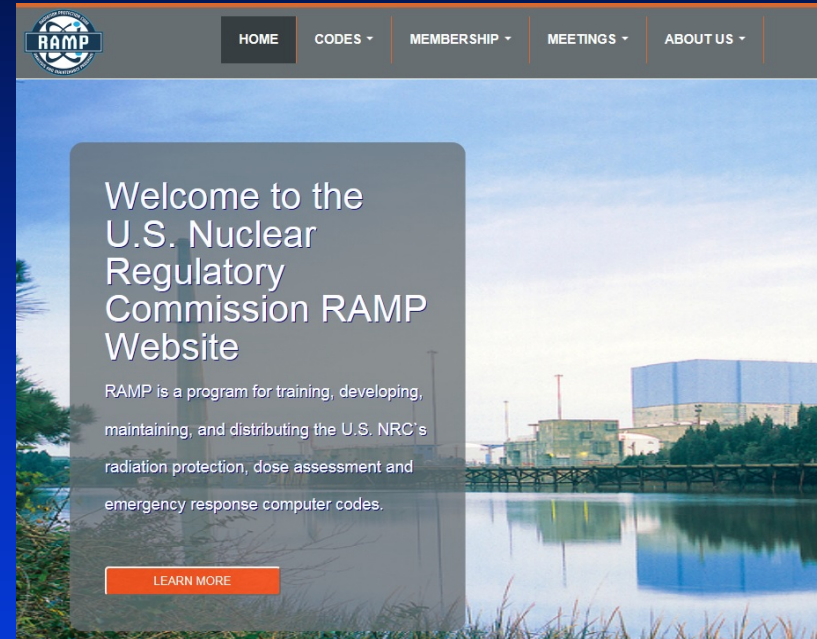 RAMP
HOME
CODES
MEMBERSHIP
MEETINGS
ABOUT US
Welcome to the
U.S. Nuclear
Regulatory
Commission RAMP
Website
RAMP is a program for training, developing,
maintaining, and distributing the U.S. NRC`s
radiation protection, dose assessment and
emergency response computer codes.
LEARN MORE